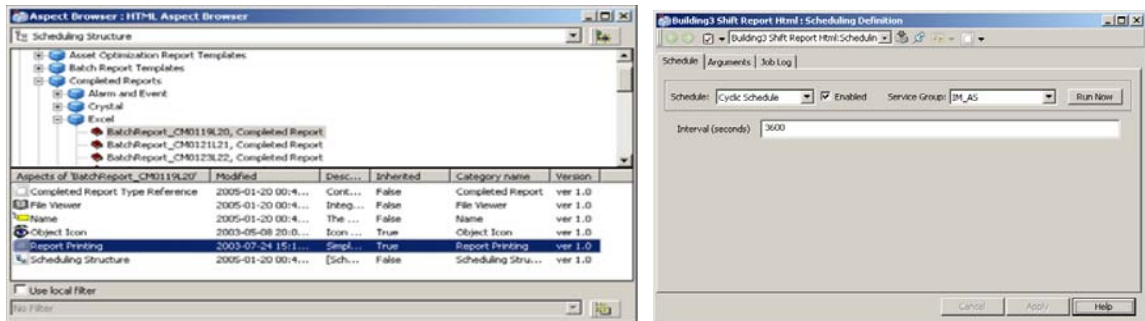 Aspect Browser : HTML Aspect Browser
Scheduling Structure
Asset Optimization Report Templates
Batch Report Templates
Completed Reports
Alarm and Event
Crystal
Excel
BatchReport_CM0119L20, Completed Report
BatchReport_CM0121L21, Completed Report
BatchReport_CM0123L22, Completed Report
Aspects of 'BatchReport_CM0119L20' Modified Desc... Inherited Category name Version
Completed Report Type Reference 2005-01-20 00:4... Cont... False Completed Report ver 1.0
File Viewer 2005-01-20 00:4... Integ... False File Viewer ver 1.0
Name 2005-01-20 00:4... The ... False Name ver 1.0
Object Icon 2003-05-08 20:0... Icon ... True Object Icon ver 1.0
Report Printing 2003-07-24 15:1... Simpl... True Report Printing ver 1.0
Scheduling Structure 2005-01-20 00:4... [Sch... False Scheduling Stru... ver 1.0
Use local filter
No Filter
Building3 Shift Report Html : Scheduling Definition
Building3 Shift Report Html:Schedulin
Schedule Arguments Job Log
Schedule: Cyclic Schedule Enabled Service Group: IM_AS Run Now
Interval (seconds) 3600
Cancel Apply Help